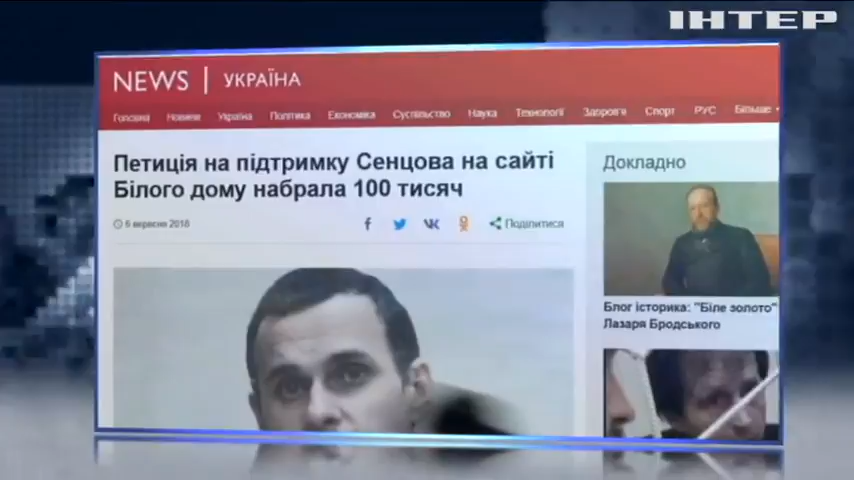 ІНТЕР
NEWS | УКРАЇНА
Головна Новини Україна Політика Економіка Суспільство Наука Технології Здоров'я Спорт РУС Більше
Петиція на підтримку Сенцова на сайті
Білого дому набрала 100 тисяч
6 вересня 2018
Поділитися
Докладно
Блог історика: "Біле золото"
Лазаря Бродського